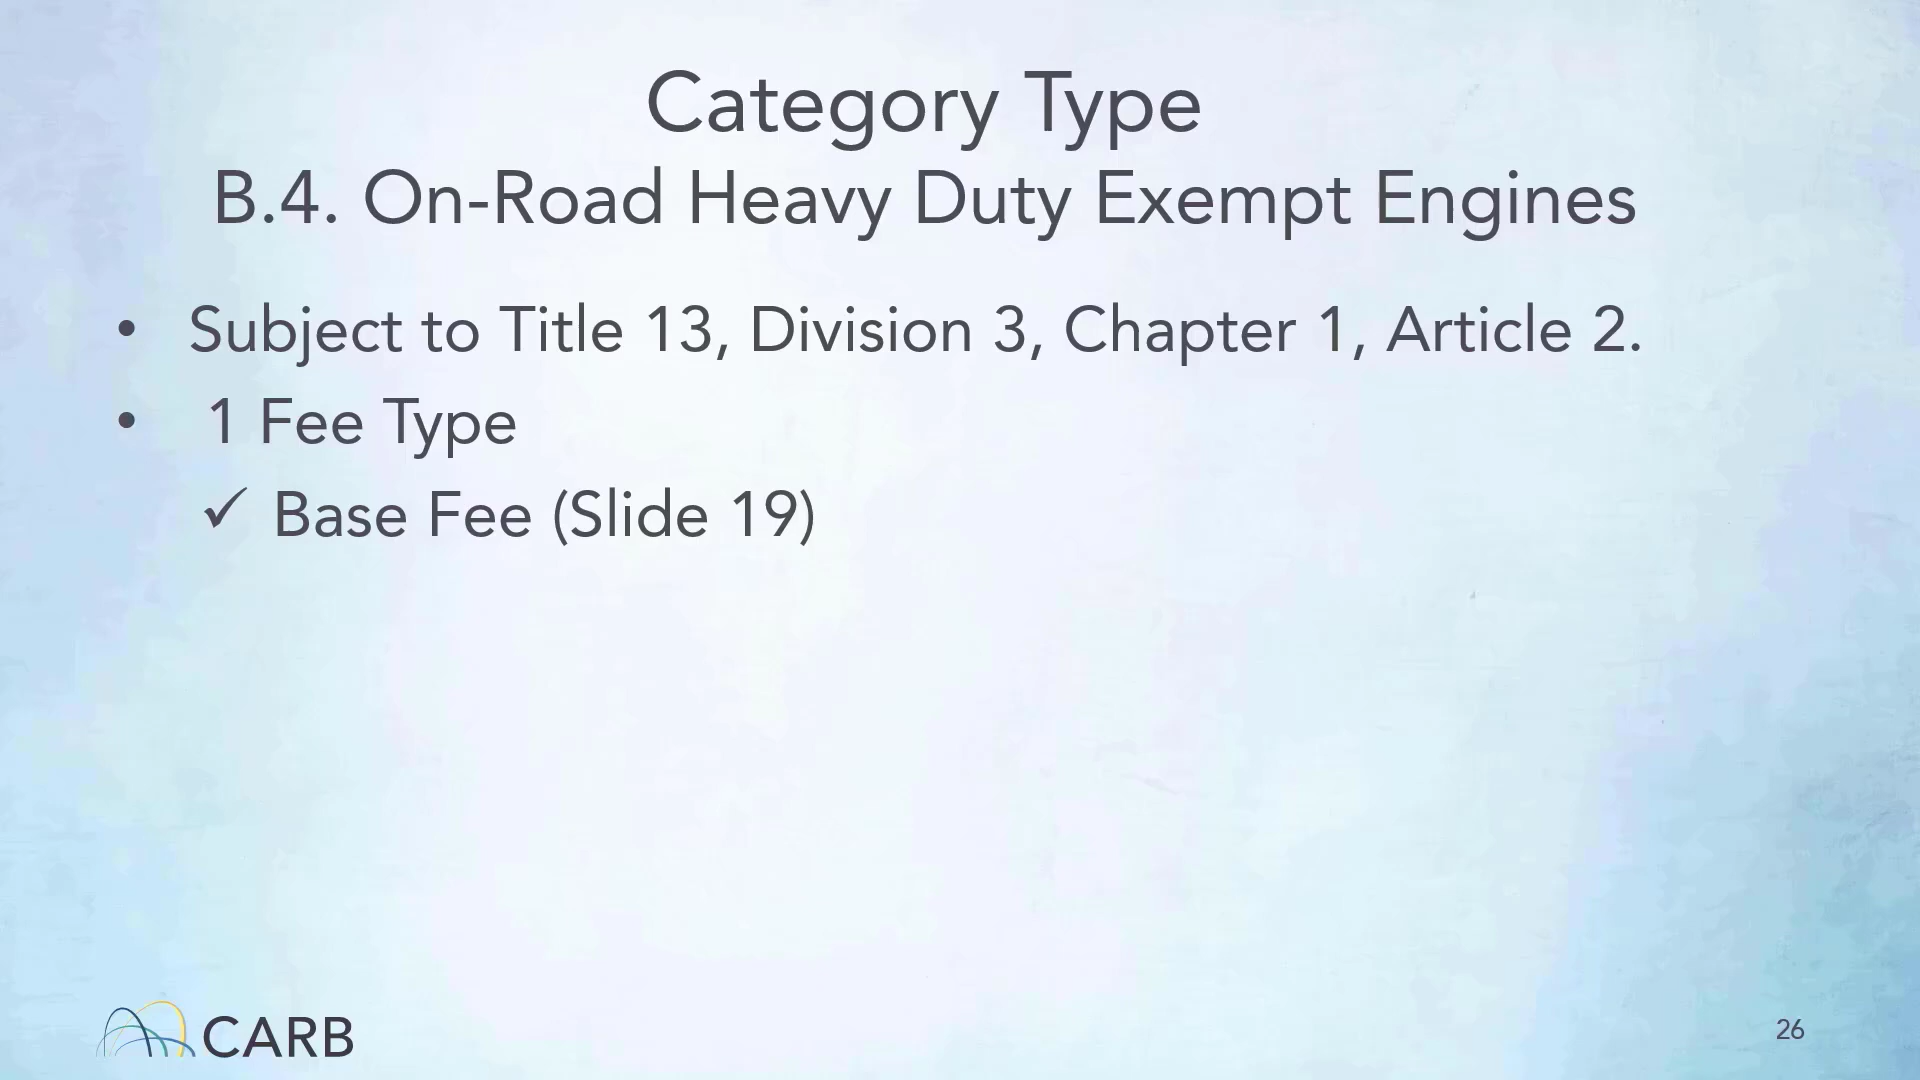 Category Type
B.4. On-Road Heavy Duty Exempt Engines
• Subject to Title 13, Division 3, Chapter 1, Article 2.
• 1 Fee Type
✓ Base Fee (Slide 19)
CARB
26